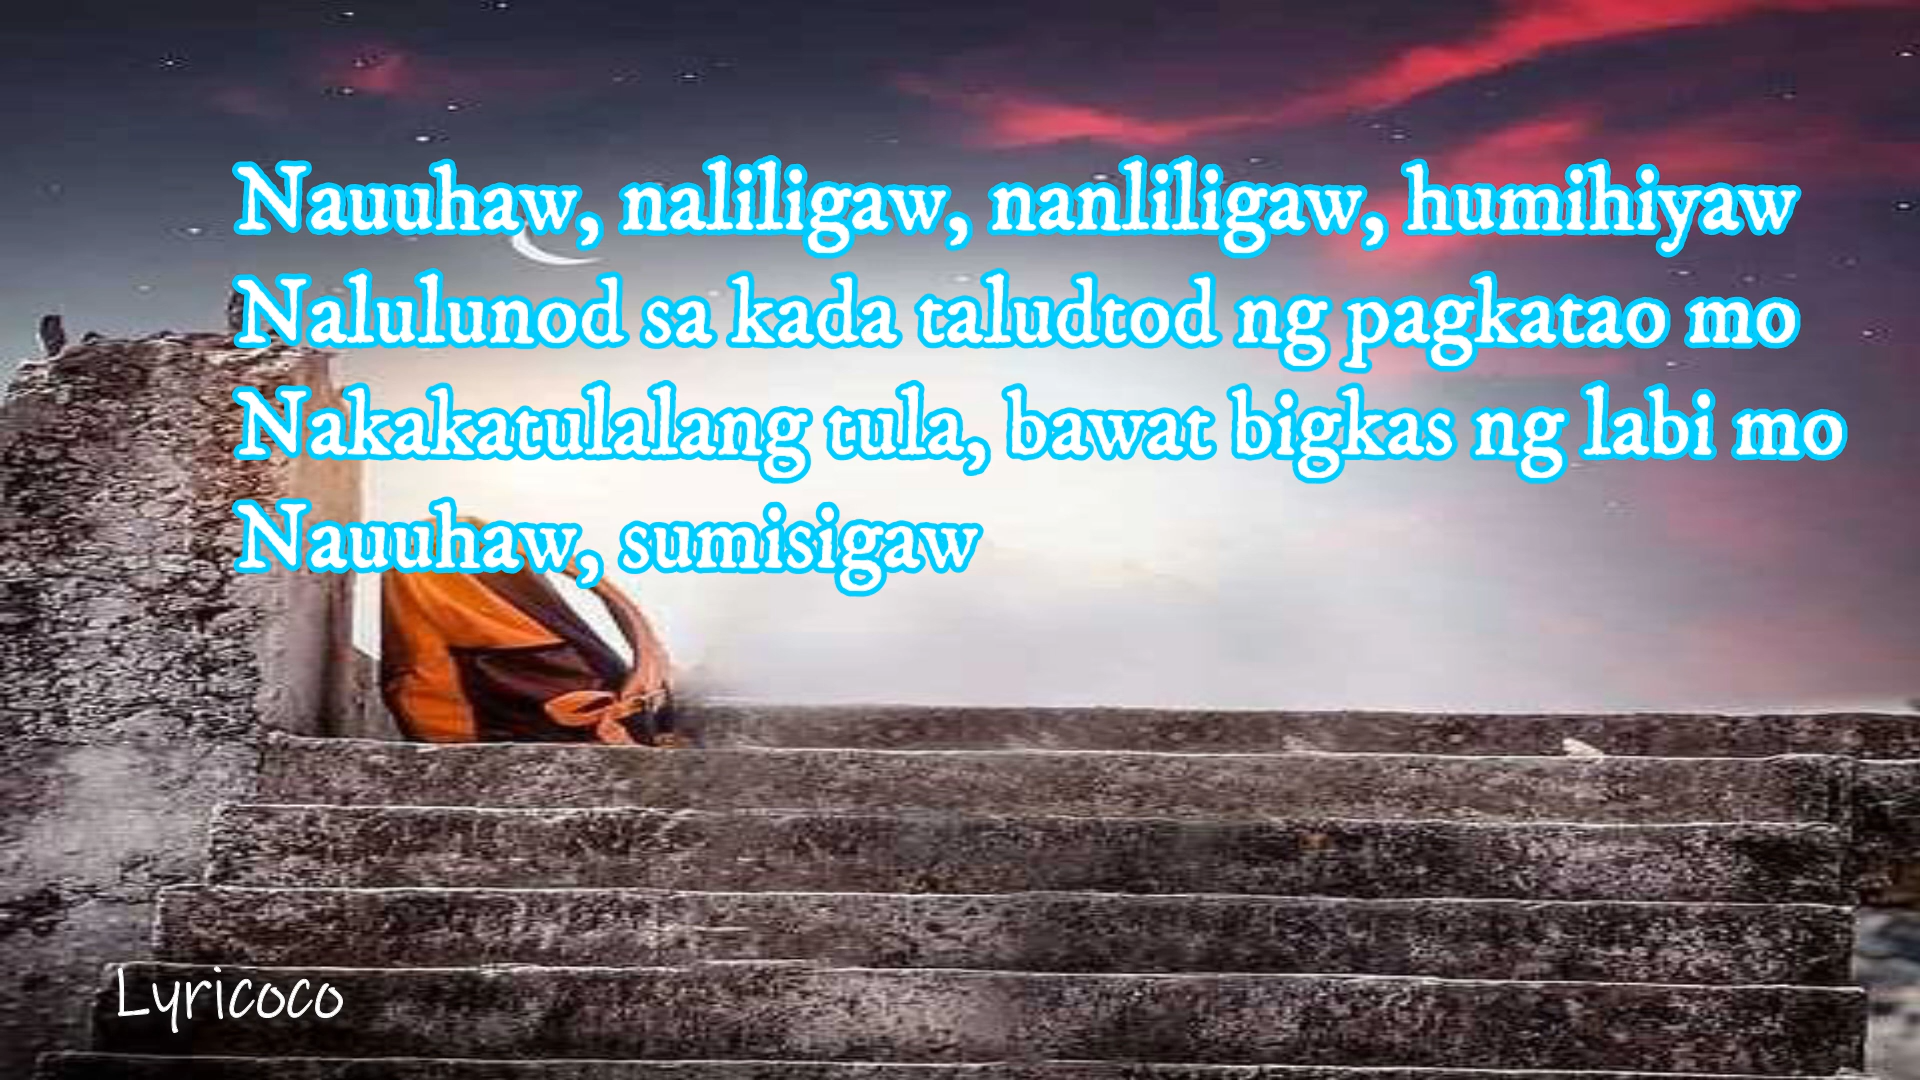 Nauuhaw, naliligaw, nanliligaw, humihiyaw
Nalulunod sa kada taludtod ng pagkatao mo
Nakakatulalang tula, bawat bigkas ng labi mo
Nauuhaw, sumisigaw
Lyricoco